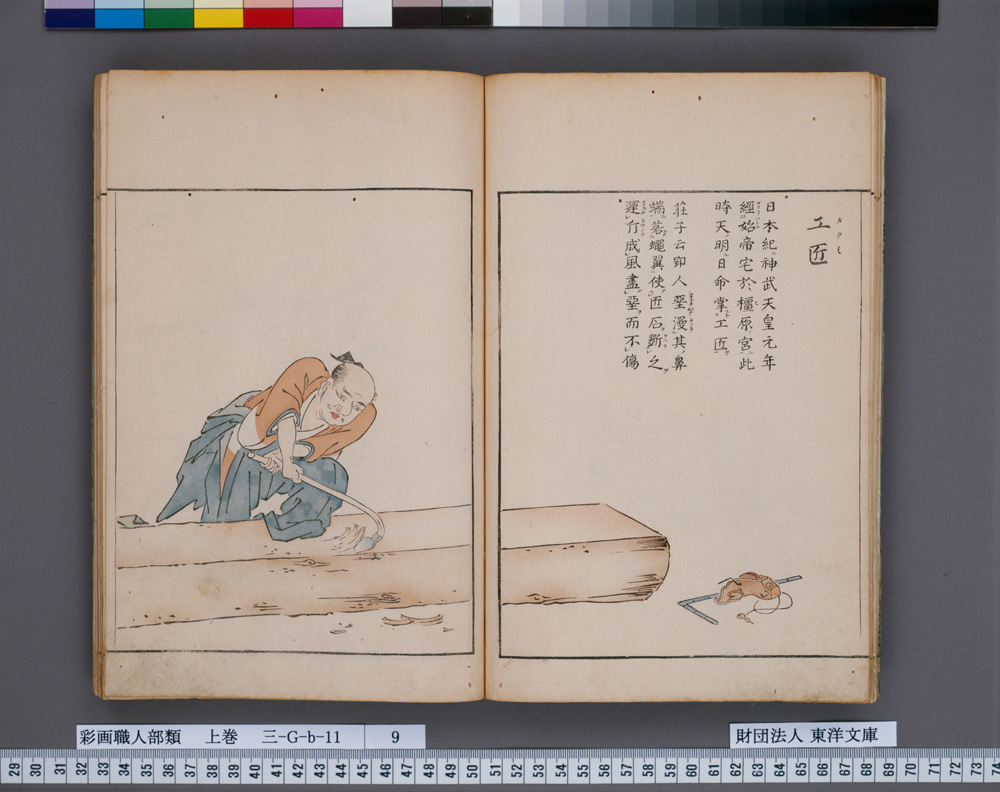 工匠
タクミ
日本紀ニ神武天皇元年
經始帝宅於橿原宮此
時天明日命掌工匠
莊子云郢人堊漫其鼻
端若蠅翼使匠石斲之
運斤成風盡堊而不傷
彩画職人部類 上巻 三-G-b-11 9
財団法人 東洋文庫
29 30 31 32 33 34 35 36 37 38 39 40 41 42 43 44 45 46 47 48 49 50 51 52 53 54 55 56 57 58 59 60 61 62 63 64 65 66 67 68 69 70 71 72 73 74